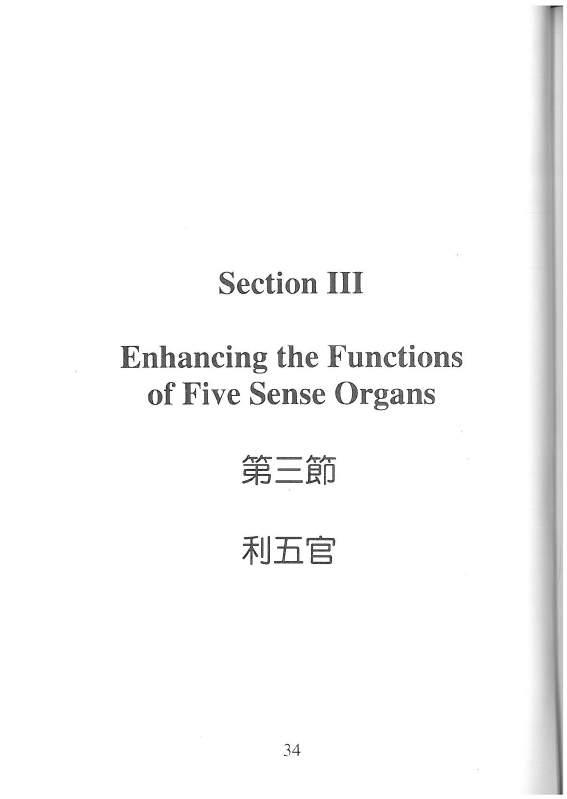 Section III
Enhancing the Functions
of Five Sense Organs
第三節
利五官
34